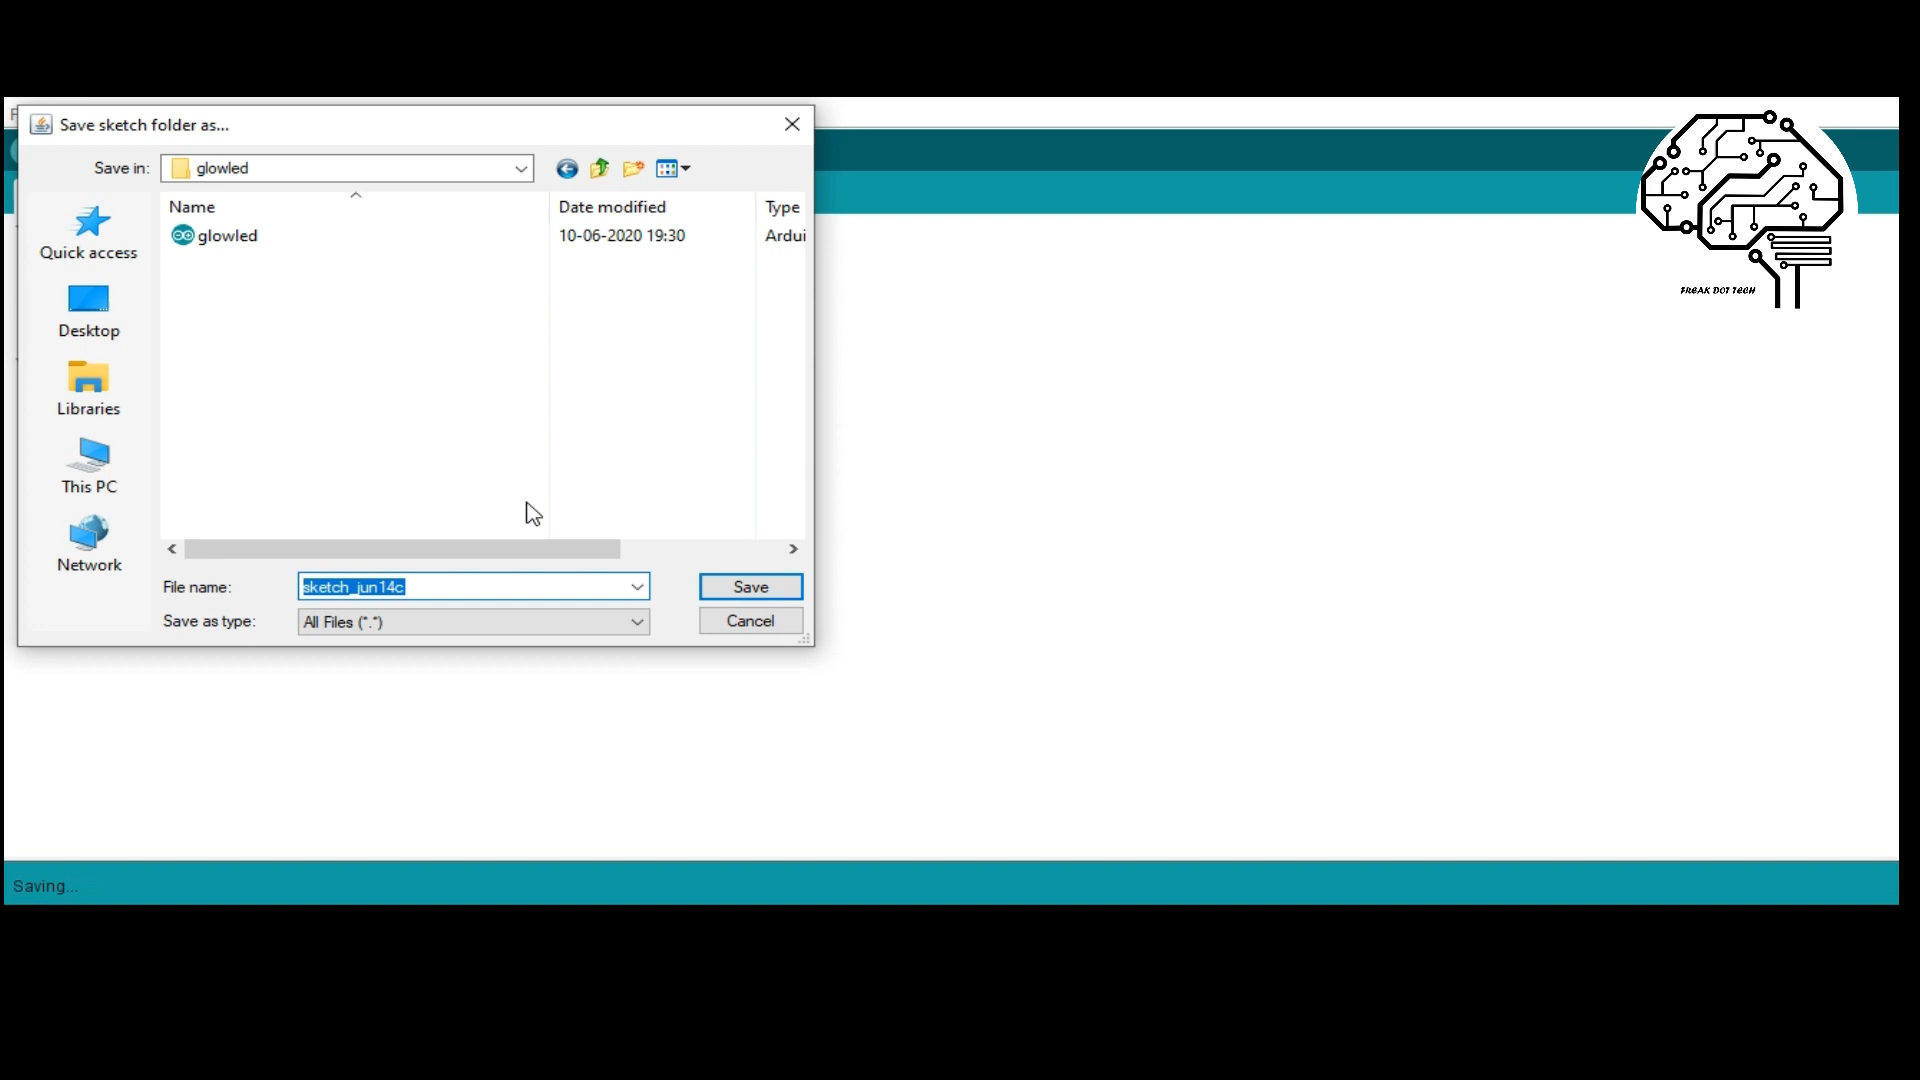 Save sketch folder as...
Save in: glowled
Name Date modified Type
glowled 10-06-2020 19:30 Ardui
Quick access
Desktop
Libraries
This PC
Network
File name: sketch_jun14c Save
Save as type: All Files (*.*) Cancel
FREAK DOT TECH
Saving...